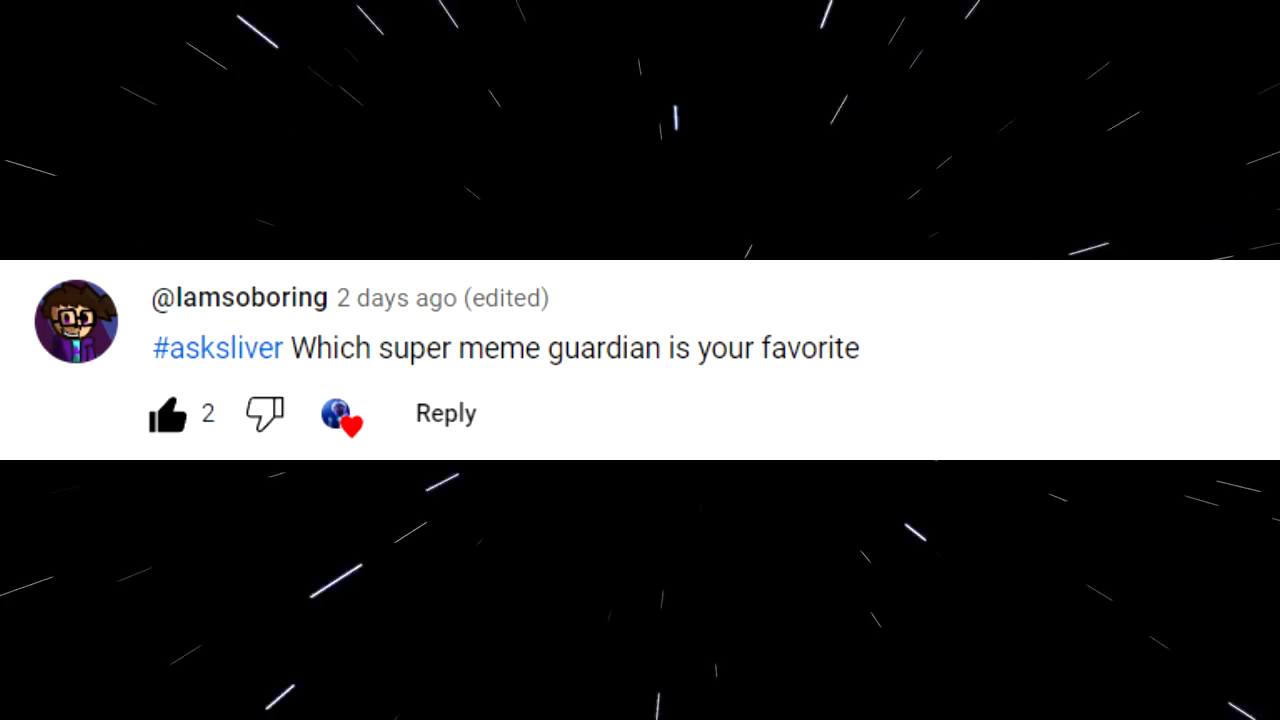 @Iamsoboring 2 days ago (edited)
#asksliver Which super meme guardian is your favorite
2 Reply